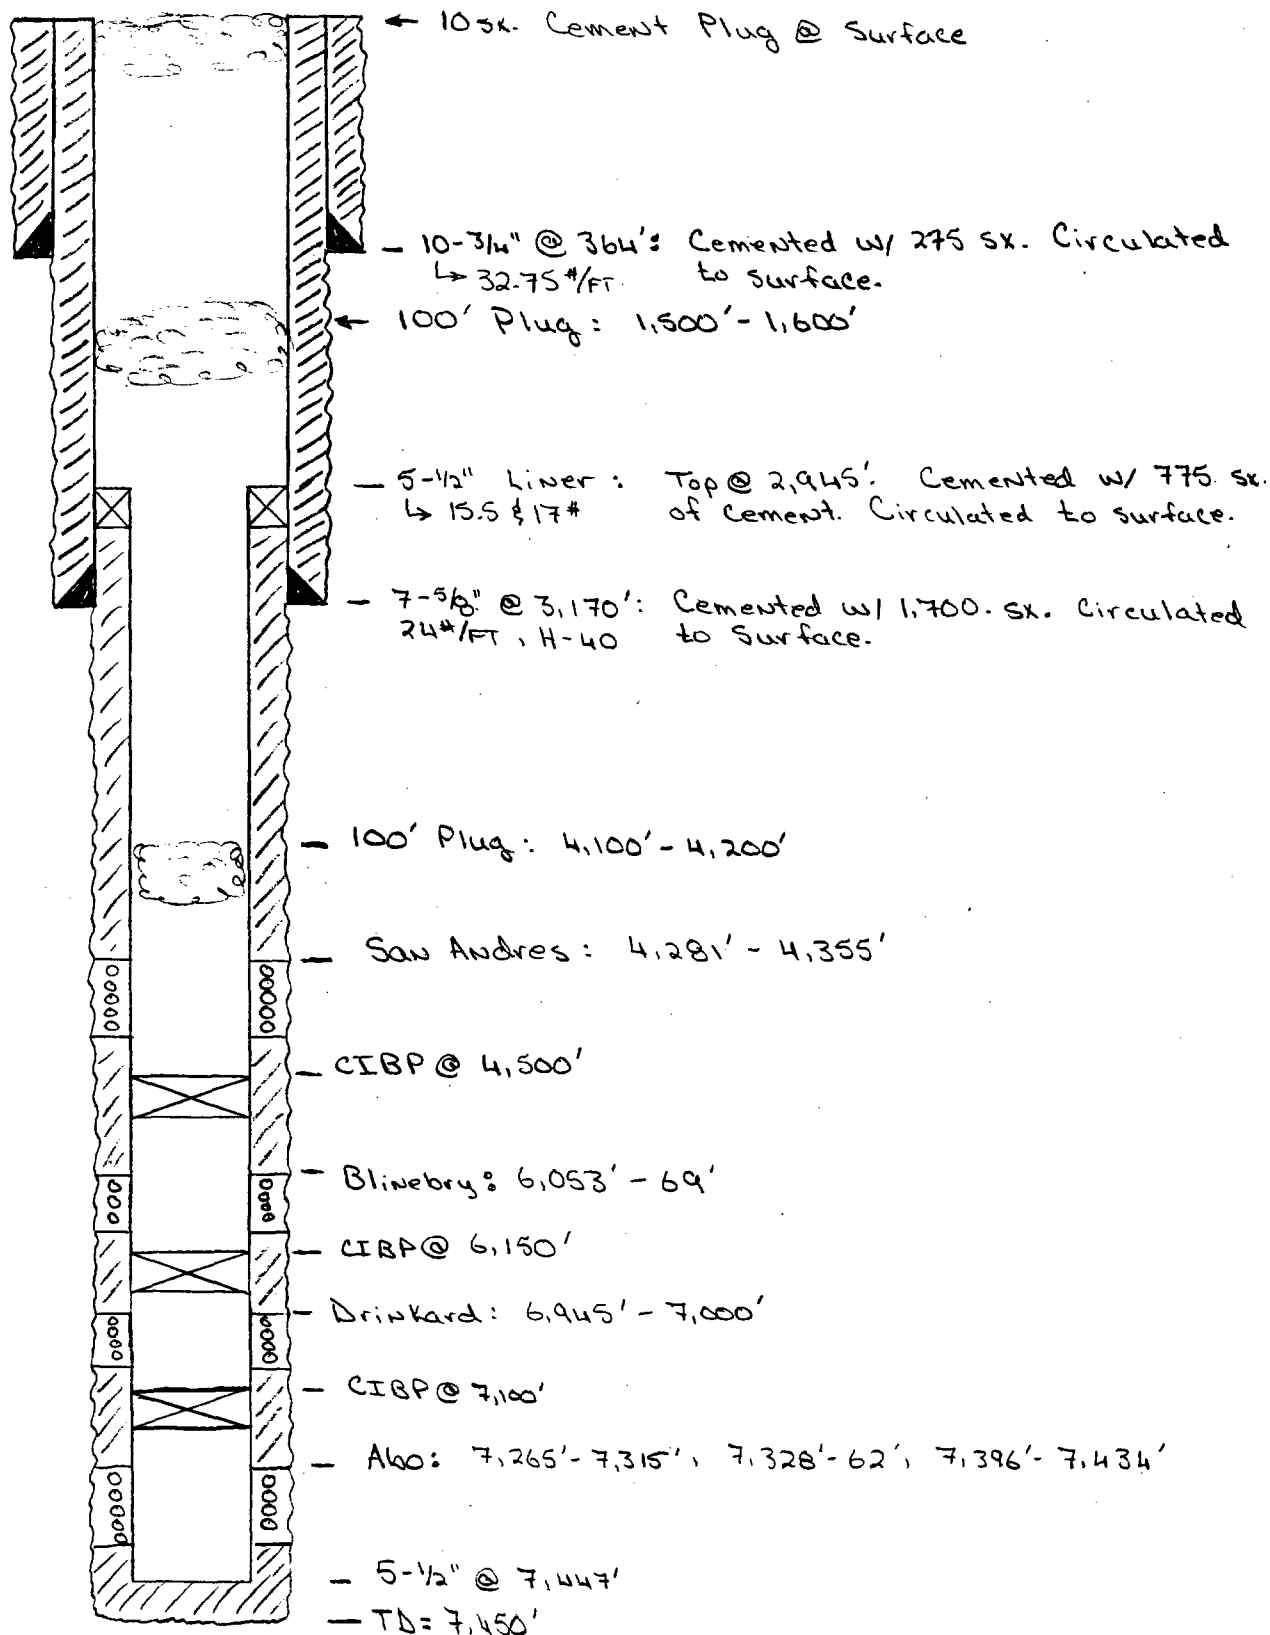 ← 10 sx. Cement Plug @ Surface
— 10-3/4" @ 364': Cemented w/ 275 sx. Circulated
↳ 32.75 #/FT to surface.
← 100' Plug: 1,500' - 1,600'
— 5-1/2" Liner: Top @ 2,945'. Cemented w/ 775 sx.
↳ 15.5 & 17# of cement. Circulated to surface.
— 7-5/8" @ 3,170': Cemented w/ 1,700. sx. Circulated
24#/FT, H-40 to surface.
— 100' Plug: 4,100' - 4,200'
— San Andres: 4,281' - 4,355'
— CIBP @ 4,500'
— Blinebry: 6,053' - 69'
— CIBP @ 6,150'
— Drinkard: 6,945' - 7,000'
— CIBP @ 7,100'
— Abo: 7,265' - 7,315', 7,328' - 62', 7,396' - 7,434'
— 5-1/2" @ 7,447'
— TD = 7,450'